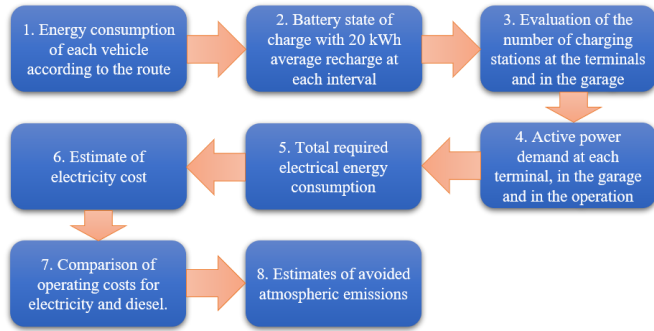 1. Energy consumption
of each vehicle
according to the route
2. Battery state of
charge with 20 kWh
average recharge at
each interval
3. Evaluation of the
number of charging
stations at the terminals
and in the garage
4. Active power
demand at each
terminal, in the garage
and in the operation
5. Total required
electrical energy
consumption
6. Estimate of
electricity cost
7. Comparison of
operating costs for
electricity and diesel.
8. Estimates of avoided
atmospheric emissions